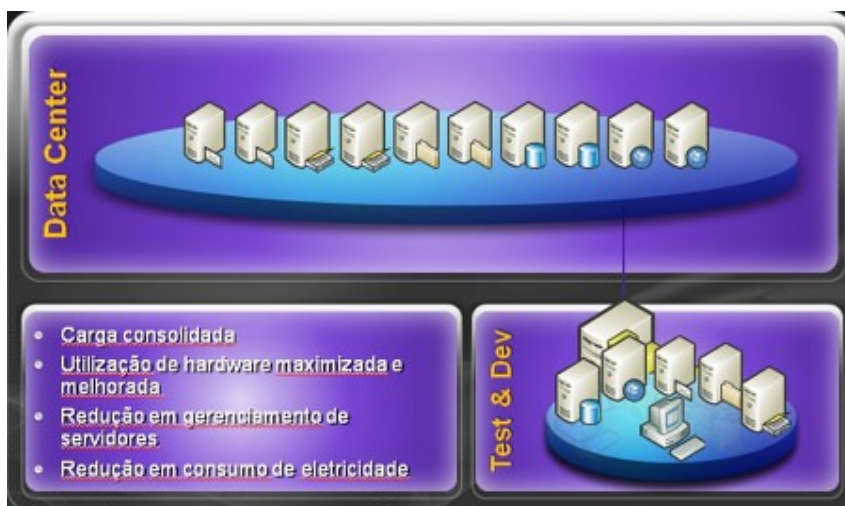 Data Center
Carga consolidada
Utilização de hardware maximizada e
melhorada
Redução em gerenciamento de
servidores
Redução em consumo de eletricidade
Test & Dev